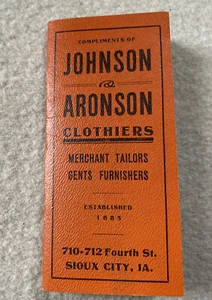 COMPLIMENTS OF
JOHNSON
&
ARONSON
CLOTHIERS
MERCHANT TAILORS
GENTS FURNISHERS
ESTABLISHED
1885
710-712 Fourth St.
SIOUX CITY, IA.